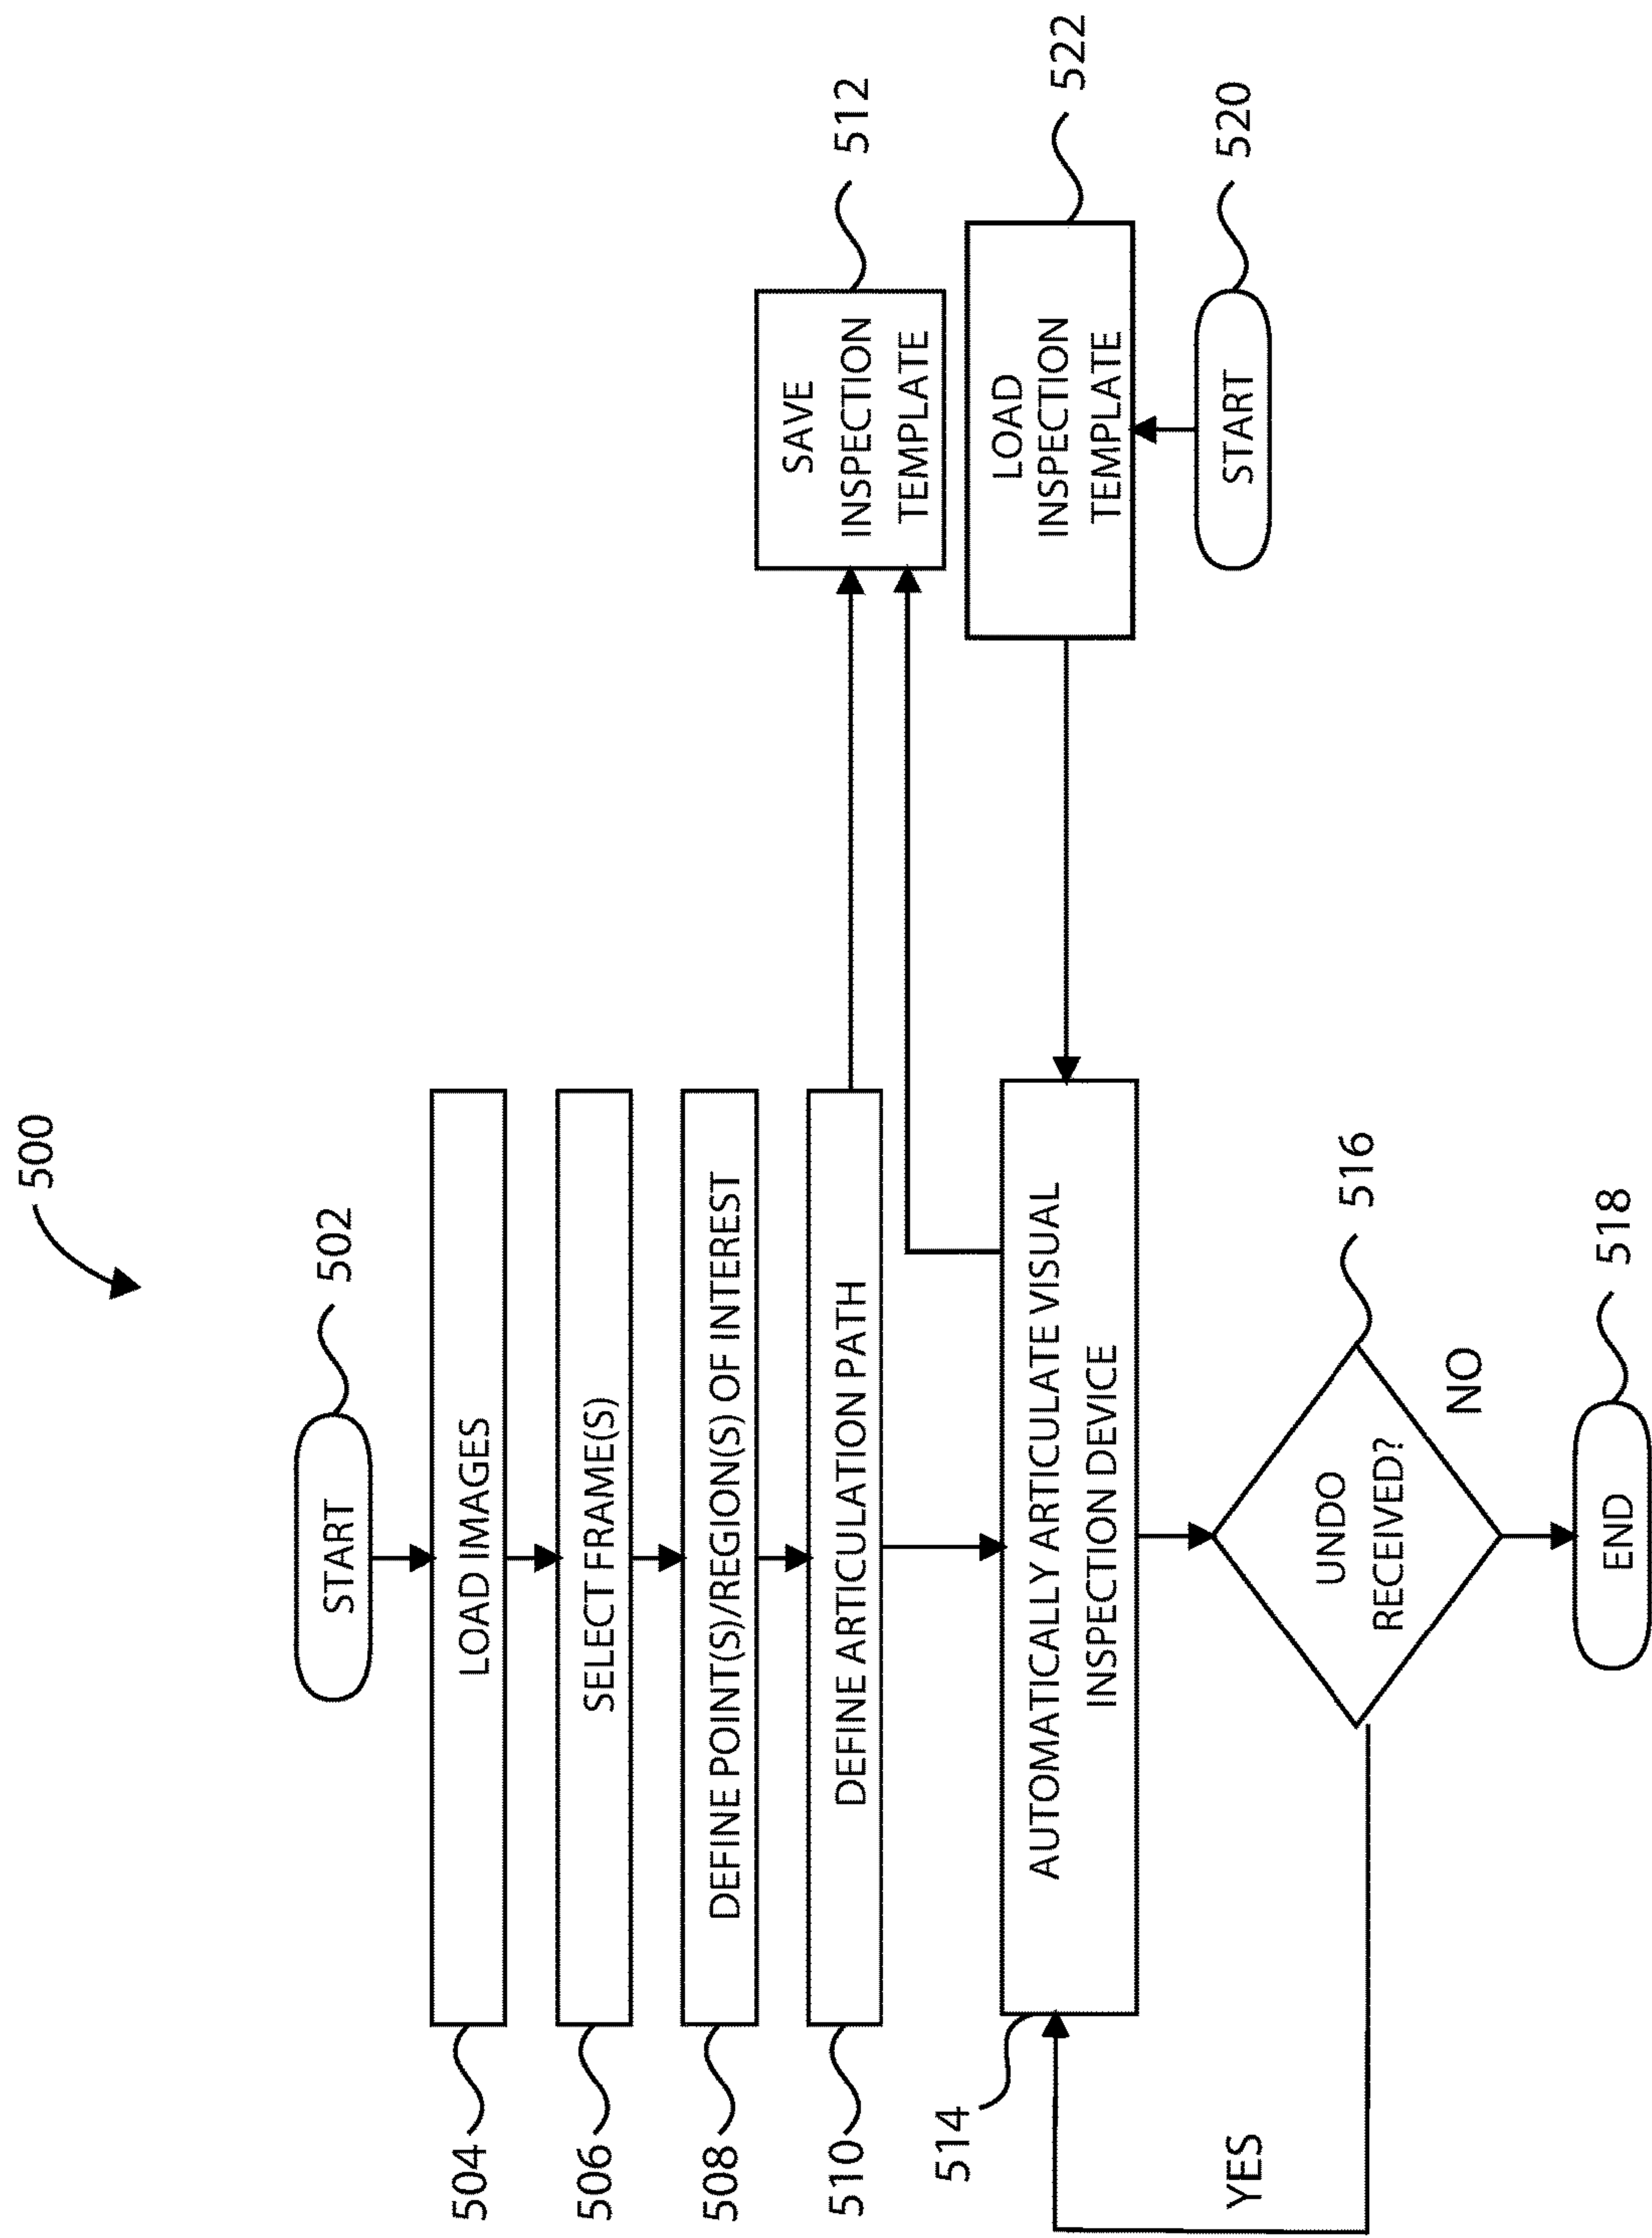 500
START
502
LOAD IMAGES
504
SELECT FRAME(S)
506
DEFINE POINT(S)/REGION(S) OF INTEREST
508
DEFINE ARTICULATION PATH
510
SAVE
INSPECTION
TEMPLATE
512
AUTOMATICALLY ARTICULATE VISUAL
INSPECTION DEVICE
514
LOAD
INSPECTION
TEMPLATE
522
START
520
UNDO
RECEIVED?
516
YES
NO
END
518